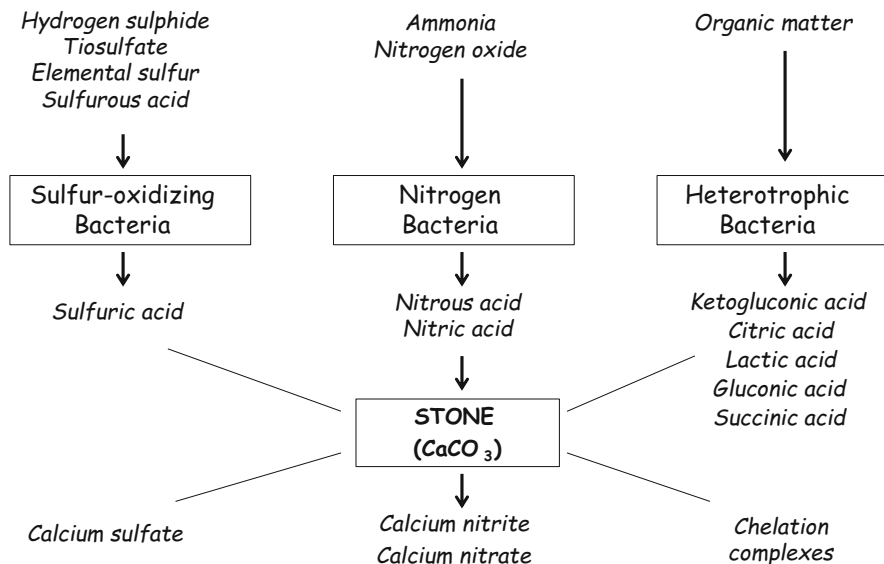 Hydrogen sulphide
Tiosulfate
Elemental sulfur
Sulfurous acid
Ammonia
Nitrogen oxide
Organic matter
Sulfur-oxidizing
Bacteria
Nitrogen
Bacteria
Heterotrophic
Bacteria
Sulfuric acid
Nitrous acid
Nitric acid
Ketogluconic acid
Citric acid
Lactic acid
Gluconic acid
Succinic acid
STONE
(CaCO3)
Calcium sulfate
Calcium nitrite
Calcium nitrate
Chelation
complexes